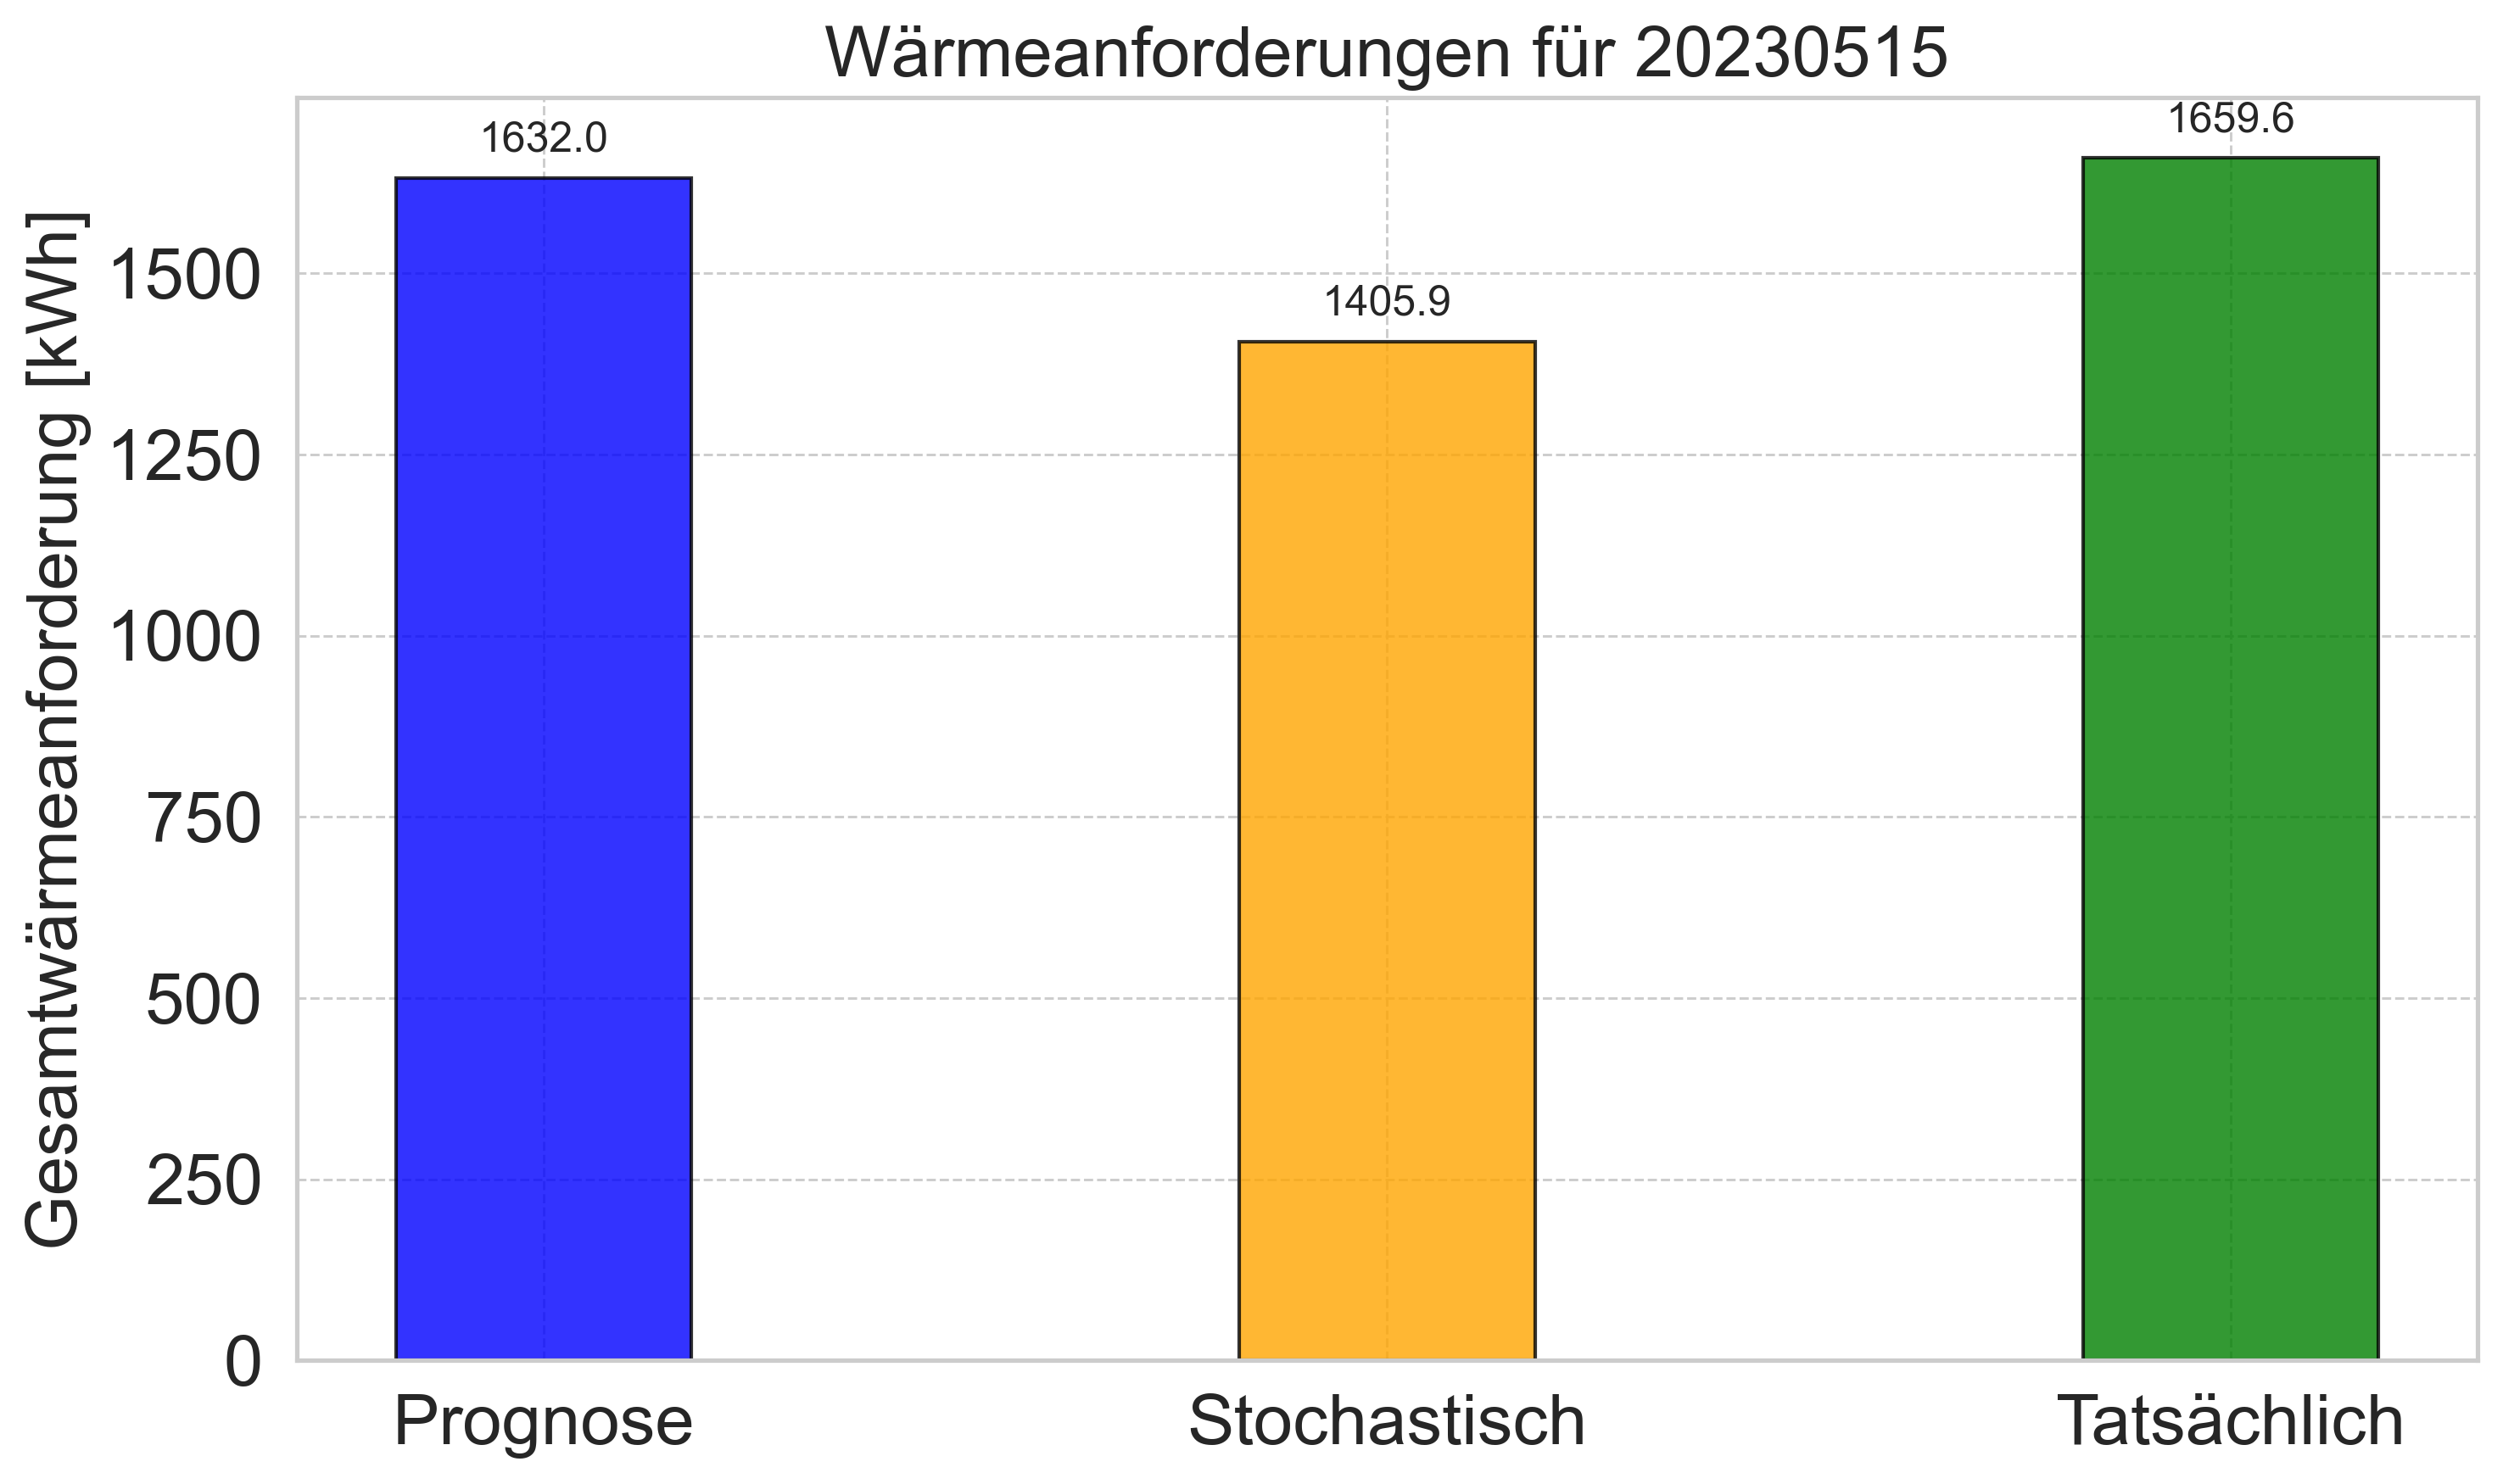 Wärmeanforderungen für 20230515
Gesamtwärmeanforderung [kWh]
1500
1250
1000
750
500
250
0
1632.0
1405.9
1659.6
Prognose
Stochastisch
Tatsächlich